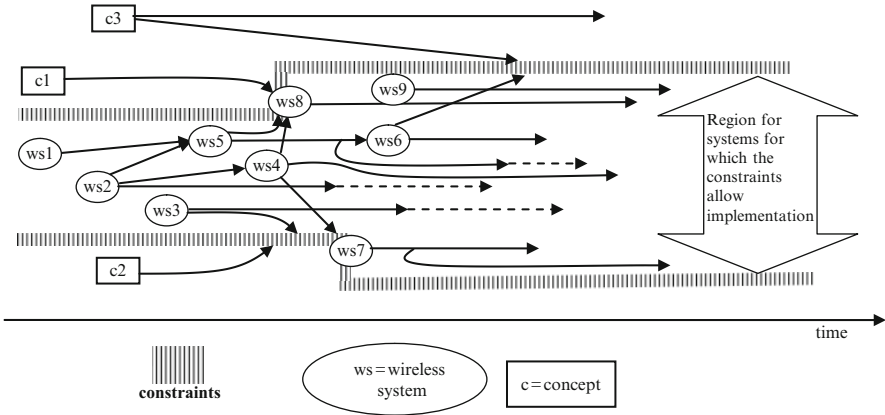 c3
c1
ws9
ws8
Region for
systems for
which the
constraints
allow
implementation
ws5
ws6
ws1
ws4
ws2
ws3
ws7
c2
time
ws=wireless
system
c=concept
constraints